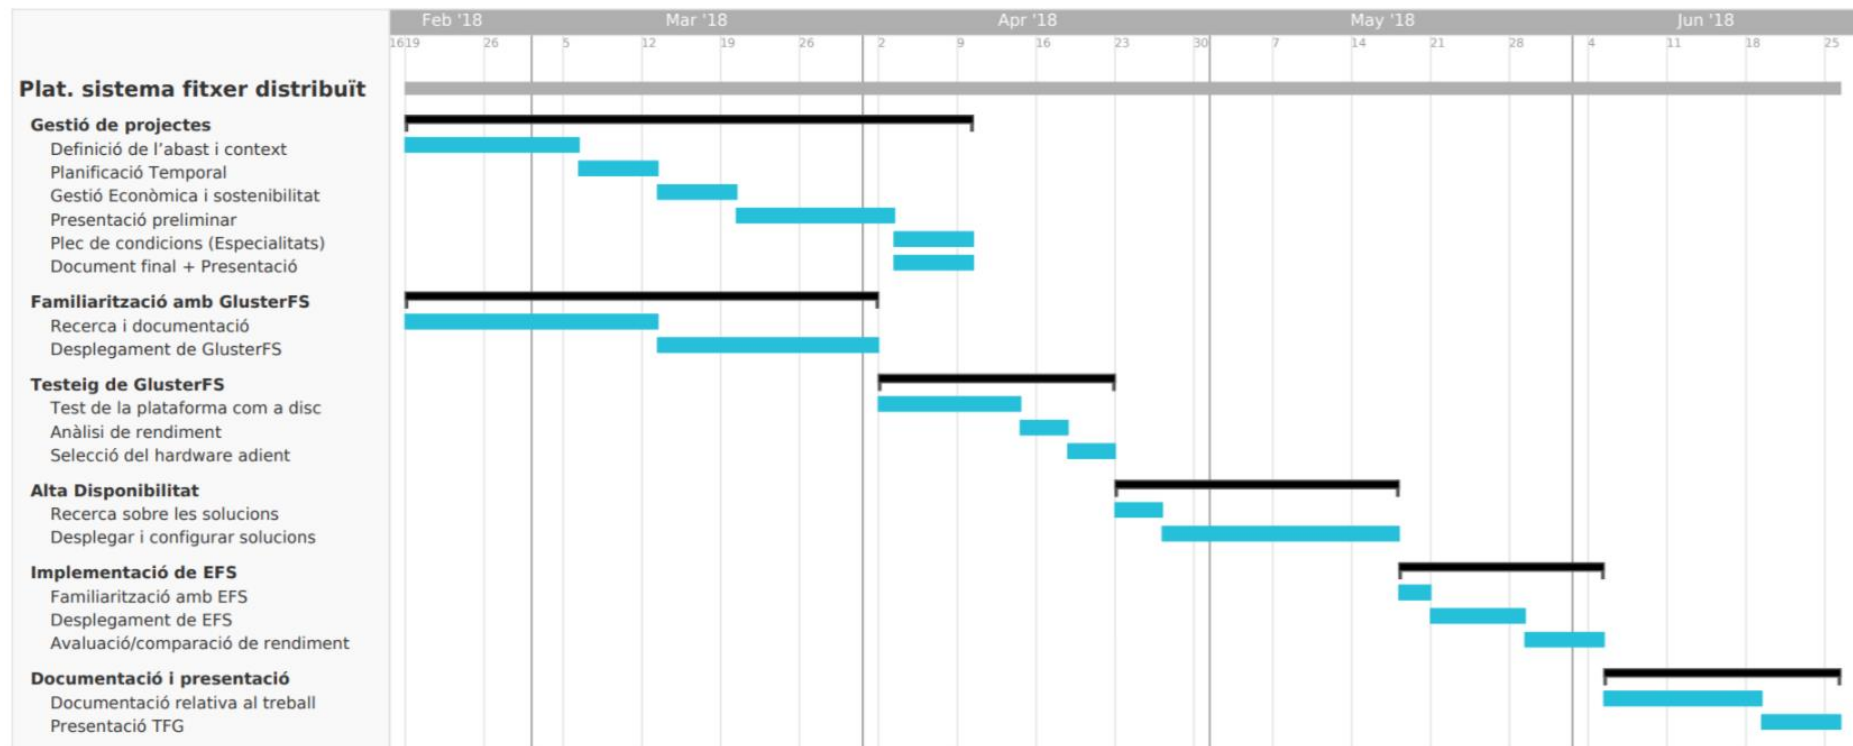 Feb '18 Mar '18 Apr '18 May '18 Jun '18
16 19 26 5 12 19 26 2 9 16 23 30 7 14 21 28 4 11 18 25
Plat. sistema fitxer distribuït
Gestió de projectes
Definició de l'abast i context
Planificació Temporal
Gestió Econòmica i sostenibilitat
Presentació preliminar
Plec de condicions (Especialitats)
Document final + Presentació
Familiarització amb GlusterFS
Recerca i documentació
Desplegament de GlusterFS
Testeig de GlusterFS
Test de la plataforma com a disc
Anàlisi de rendiment
Selecció del hardware adient
Alta Disponibilitat
Recerca sobre les solucions
Desplegar i configurar solucions
Implementació de EFS
Familiarització amb EFS
Desplegament de EFS
Avaluació/comparació de rendiment
Documentació i presentació
Documentació relativa al treball
Presentació TFG